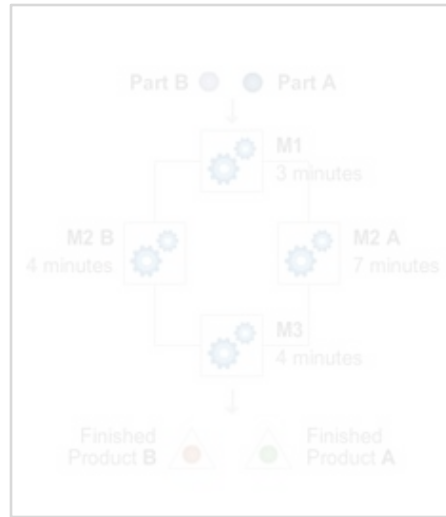 Part B Part A
M1
3 minutes
M2 B M2 A
4 minutes 7 minutes
M3
4 minutes
Finished Finished
Product B Product A